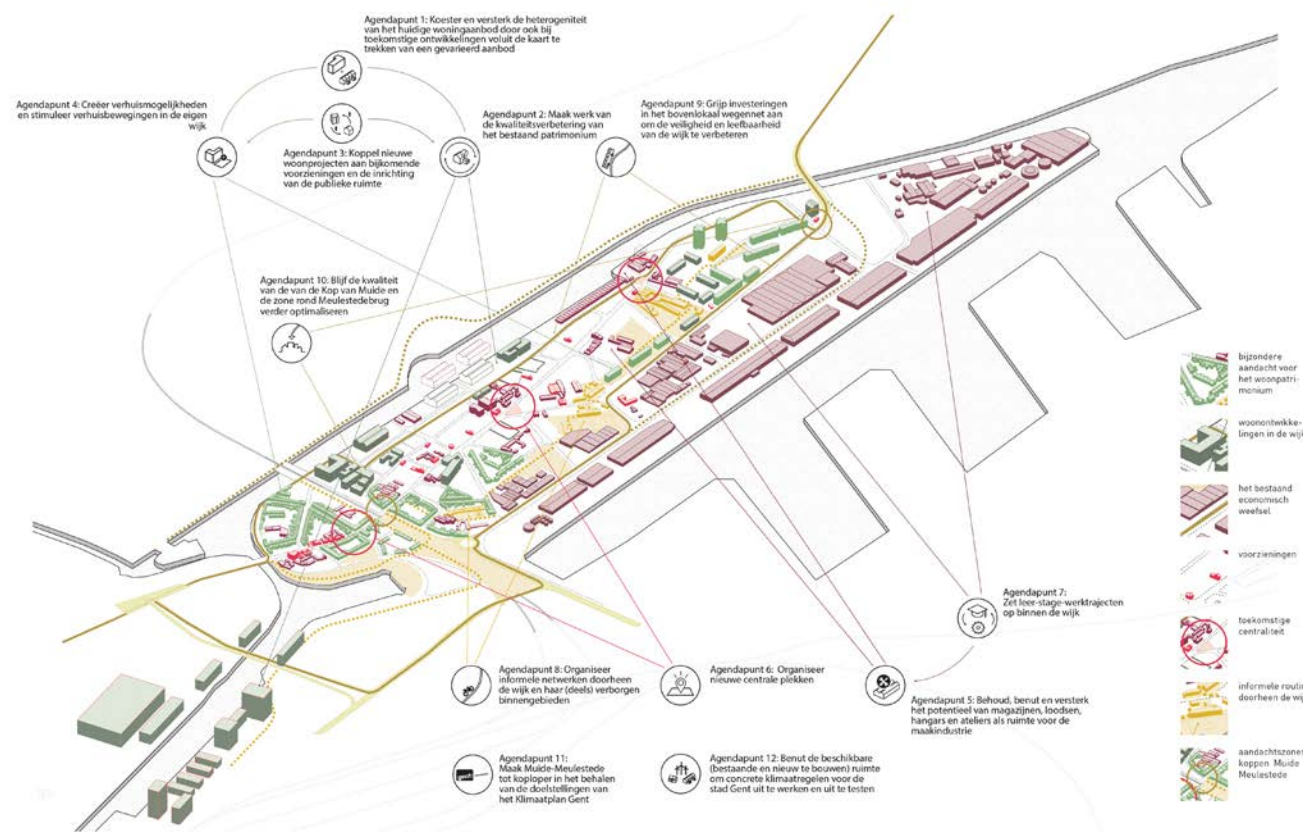 Agendapunt 1: Koester en versterk de heterogeniteit
van het huidige woningaanbod door ook bij
toekomstige ontwikkelingen voluit de kaart te
trekken van een gevarieerd aanbod
Agendapunt 4: Creëer verhuismogelijkheden
en stimuleer verhuisbewegingen in de eigen
wijk
Agendapunt 3: Koppel nieuwe
woonprojecten aan bijkomende
voorzieningen en de inrichting
van de publieke ruimte
Agendapunt 2: Maak werk van
de kwaliteitsverbetering van
het bestaand patrimonium
Agendapunt 9: Grijp investeringen
in het bovenlokaal wegennet aan
om de veiligheid en leefbaarheid
van de wijk te verbeteren
Agendapunt 10: Blijf de kwaliteit
van de van de Kop van Muide en
de zone rond Meulestedebrug
verder optimaliseren
bijzondere
aandacht voor
het woonpatri-
monium
woonontwikke-
lingen in de wijk
het bestaand
economisch
weefsel
voorzieningen
toekomstige
centraliteit
informele routing
doorheen de wij
aandachtszones
koppen Muide
Meulestede
Agendapunt 7:
Zet leer-stage-werktrajecten
op binnen de wijk
Agendapunt 8: Organiseer
informele netwerken doorheen
de wijk en haar (deels) verborgen
binnengebieden
Agendapunt 6: Organiseer
nieuwe centrale plekken
Agendapunt 5: Behoud, benut en versterk
het potentieel van magazijnen, loodsen,
hangars en ateliers als ruimte voor de
maakindustrie
Agendapunt 11:
Maak Muide-Meulestede
tot koploper in het behalen
van de doelstellingen van
het Klimaatplan Gent
Agendapunt 12: Benut de beschikbare
(bestaande en nieuw te bouwen) ruimte
om concrete klimaatregelen voor de
stad Gent uit te werken en uit te testen